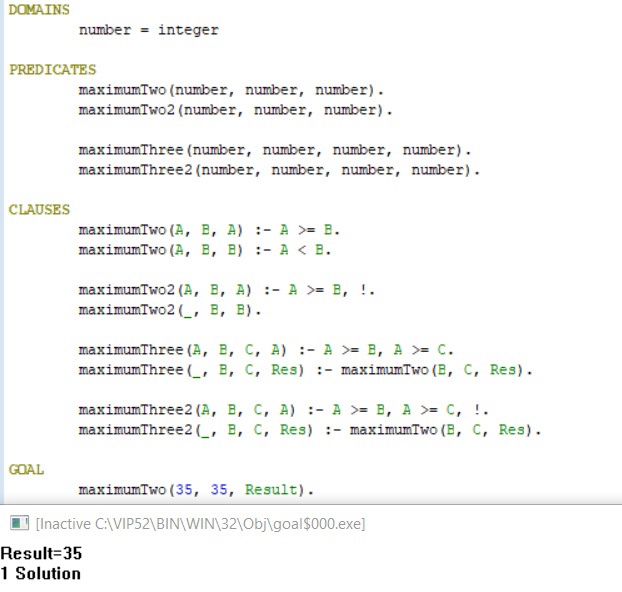 DOMAINS
number = integer
PREDICATES
maximumTwo(number, number, number).
maximumTwo2(number, number, number).
maximumThree(number, number, number, number).
maximumThree2(number, number, number, number).
CLAUSES
maximumTwo(A, B, A) :- A >= B.
maximumTwo(A, B, B) :- A < B.
maximumTwo2(A, B, A) :- A >= B, !.
maximumTwo2(_, B, B).
maximumThree(A, B, C, A) :- A >= B, A >= C.
maximumThree(_, B, C, Res) :- maximumTwo(B, C, Res).
maximumThree2(A, B, C, A) :- A >= B, A >= C, !.
maximumThree2(_, B, C, Res) :- maximumTwo(B, C, Res).
GOAL
maximumTwo(35, 35, Result).
[Inactive C:\VIP52\BIN\WIN\32\Obj\goal$000.exe]
Result=35
1 Solution